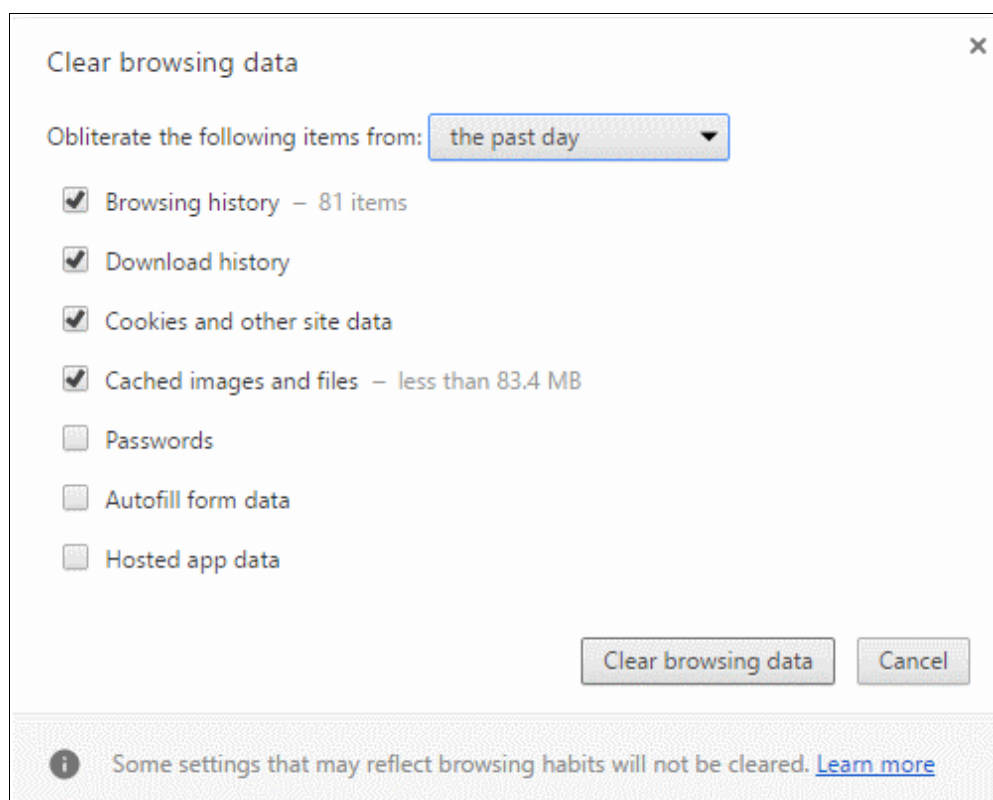 Clear browsing data
Obliterate the following items from: the past day
Browsing history – 81 items
Download history
Cookies and other site data
Cached images and files – less than 83.4 MB
Passwords
Autofill form data
Hosted app data
Clear browsing data Cancel
Some settings that may reflect browsing habits will not be cleared. Learn more